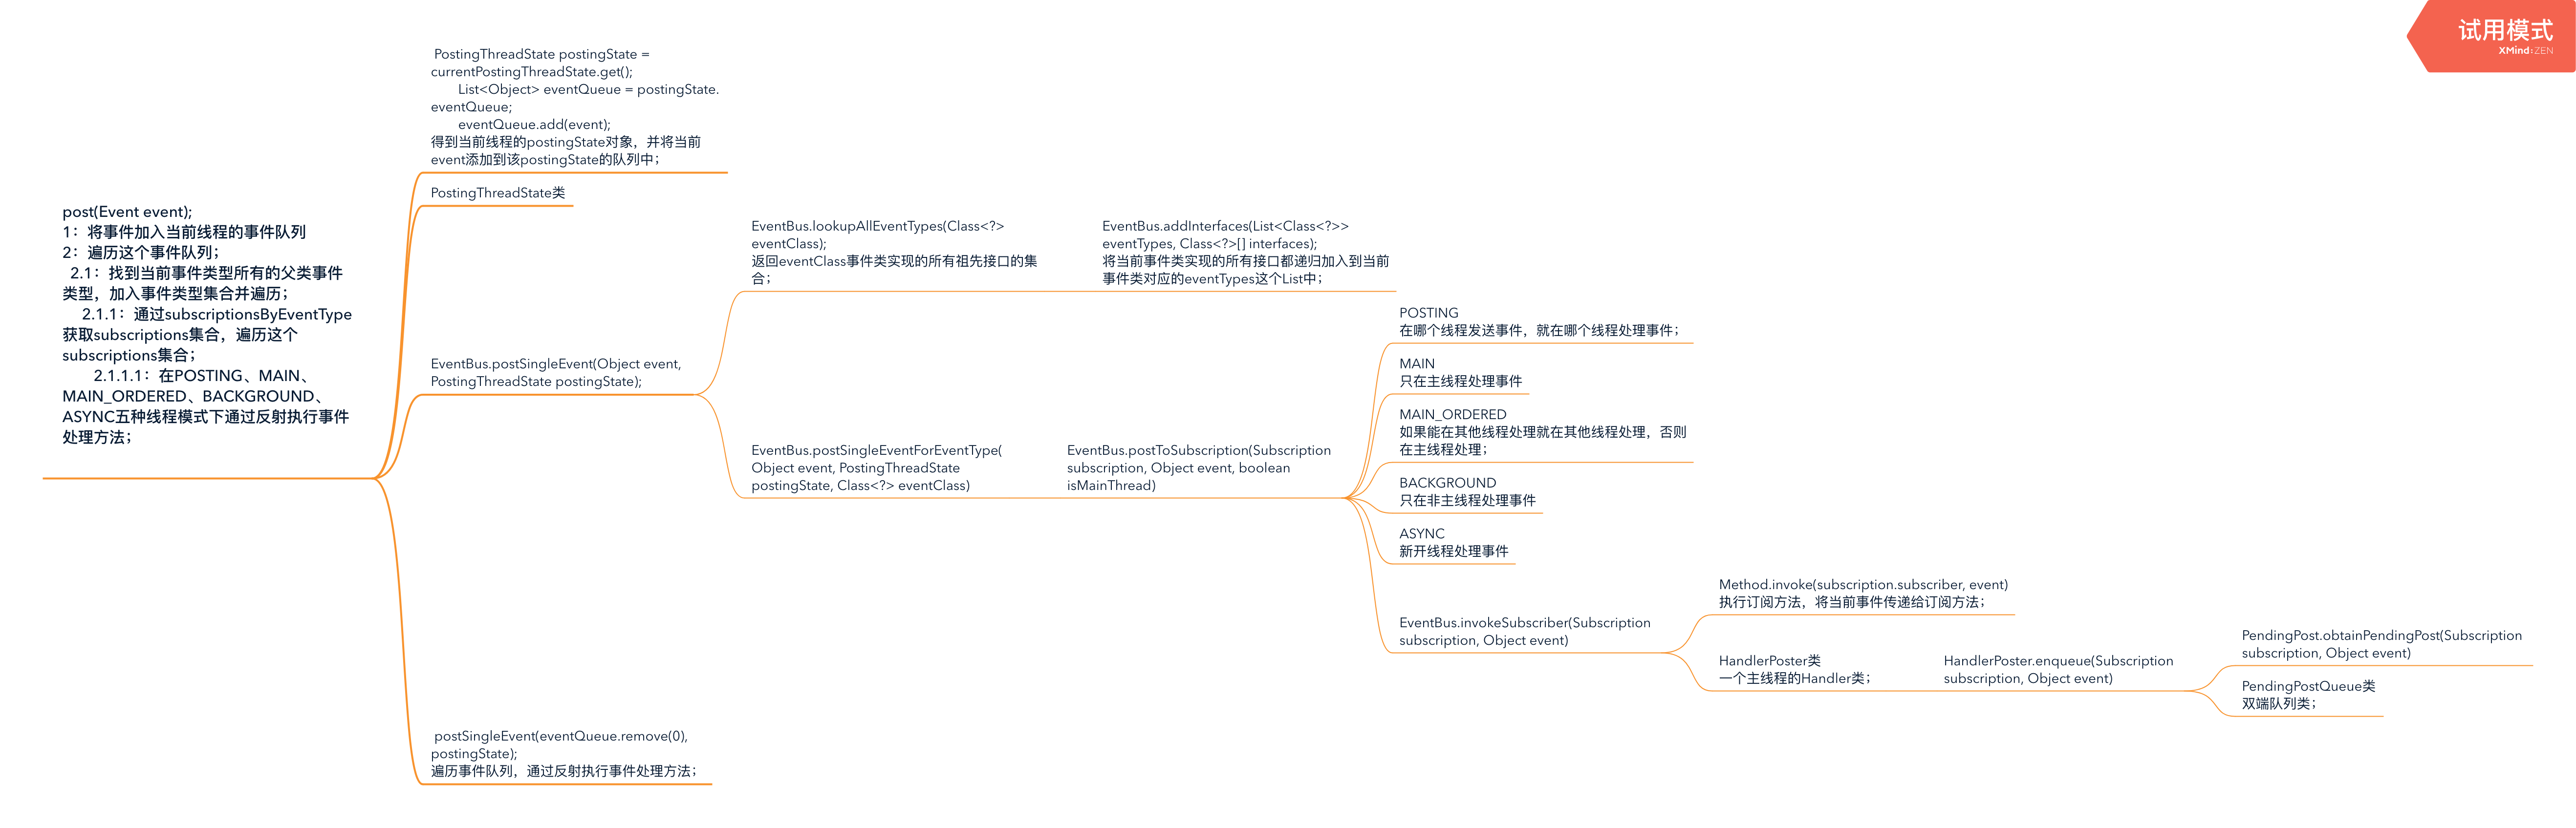 试用模式
XMind:ZEN
post(Event event);
1：将事件加入当前线程的事件队列
2：遍历这个事件队列；
2.1：找到当前事件类型所有的父类事件
类型，加入事件类型集合并遍历；
2.1.1：通过subscriptionsByEventType
获取subscriptions集合，遍历这个
subscriptions集合；
2.1.1.1：在POSTING、MAIN、
MAIN_ORDERED、BACKGROUND、
ASYNC五种线程模式下通过反射执行事件
处理方法；
PostingThreadState postingState =
currentPostingThreadState.get();
List<Object> eventQueue = postingState.
eventQueue;
eventQueue.add(event);
得到当前线程的postingState对象，并将当前
event添加到该postingState的队列中；
PostingThreadState类
EventBus.postSingleEvent(Object event,
PostingThreadState postingState);
EventBus.lookupAllEventTypes(Class<?>
eventClass);
返回eventClass事件类实现的所有祖先接口的集
合；
EventBus.addInterfaces(List<Class<?>>
eventTypes, Class<?>[] interfaces);
将当前事件类实现的所有接口都递归加入到当前
事件类对应的eventTypes这个List中；
EventBus.postSingleEventForEventType(
Object event, PostingThreadState
postingState, Class<?> eventClass)
EventBus.postToSubscription(Subscription
subscription, Object event, boolean
isMainThread)
POSTING
在哪个线程发送事件，就在哪个线程处理事件；
MAIN
只在主线程处理事件
MAIN_ORDERED
如果能在其他线程处理就在其他线程处理，否则
在主线程处理；
BACKGROUND
只在非主线程处理事件
ASYNC
新开线程处理事件
EventBus.invokeSubscriber(Subscription
subscription, Object event)
Method.invoke(subscription.subscriber, event)
执行订阅方法，将当前事件传递给订阅方法；
HandlerPoster类
一个主线程的Handler类；
HandlerPoster.enqueue(Subscription
subscription, Object event)
PendingPost.obtainPendingPost(Subscription
subscription, Object event)
PendingPostQueue类
双端队列类；
postSingleEvent(eventQueue.remove(0),
postingState);
遍历事件队列，通过反射执行事件处理方法；